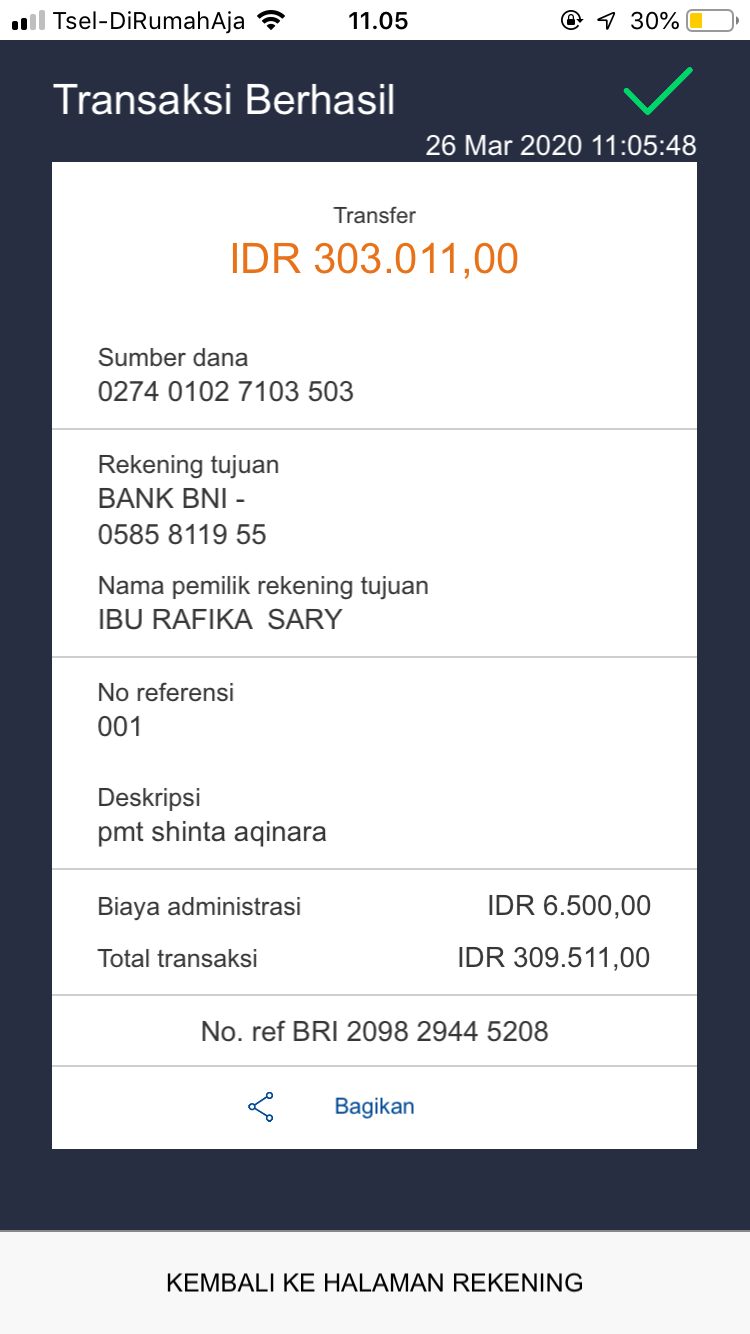 Tsel-DiRumahAja 11.05 30%
Transaksi Berhasil
26 Mar 2020 11:05:48
Transfer
IDR 303.011,00
Sumber dana
0274 0102 7103 503
Rekening tujuan
BANK BNI -
0585 8119 55
Nama pemilik rekening tujuan
IBU RAFIKA  SARY
No referensi
001
Deskripsi
pmt shinta aqinara
Biaya administrasi IDR 6.500,00
Total transaksi IDR 309.511,00
No. ref BRI 2098 2944 5208
Bagikan
KEMBALI KE HALAMAN REKENING